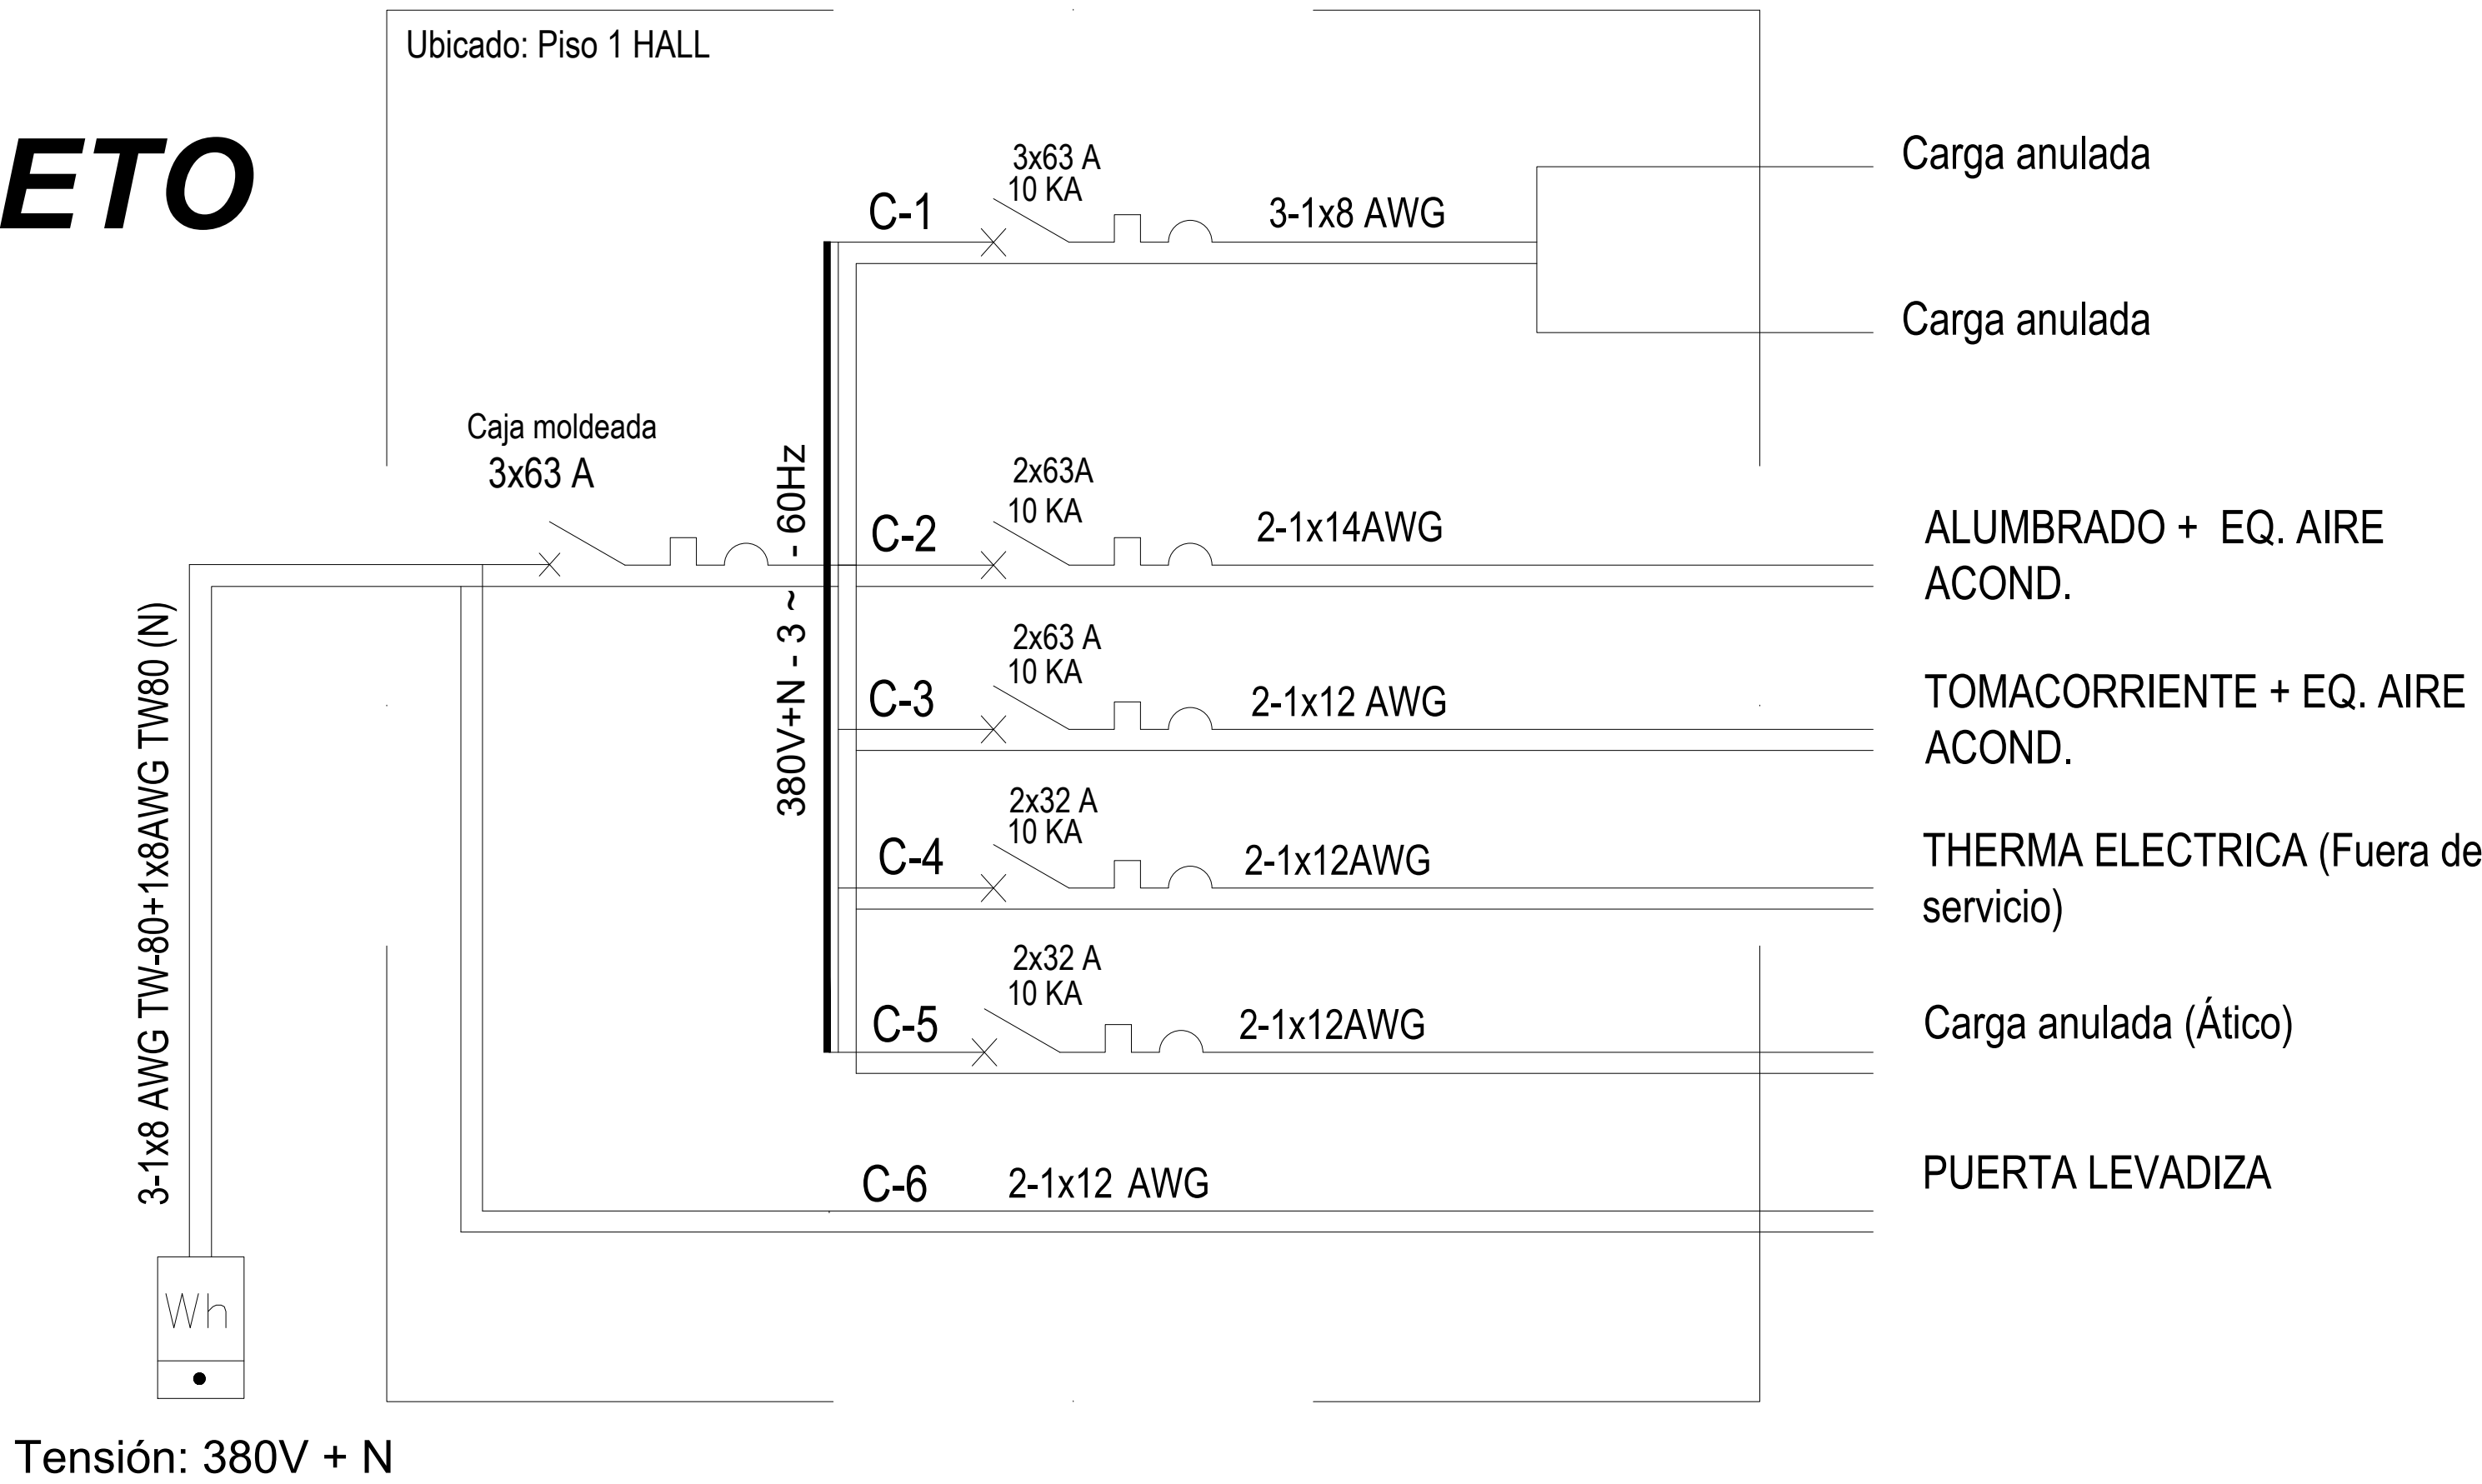 Ubicado: Piso 1 HALL
ETO
3x63 A
10 KA
C-1
3-1x8 AWG
Carga anulada
Carga anulada
Caja moldeada
3x63 A
380V+N - 3 ~ - 60Hz
2x63A
10 KA
C-2
2-1x14AWG
ALUMBRADO + EQ. AIRE
ACOND.
2x63 A
10 KA
C-3
2-1x12 AWG
TOMACORRIENTE + EQ. AIRE
ACOND.
2x32 A
10 KA
C-4
2-1x12AWG
THERMA ELECTRICA (Fuera de
servicio)
2x32 A
10 KA
C-5
2-1x12AWG
Carga anulada (Ático)
C-6
2-1x12 AWG
PUERTA LEVADIZA
3-1x8 AWG TW-80+1x8AWG TW80 (N)
Wh
Tensión: 380V + N